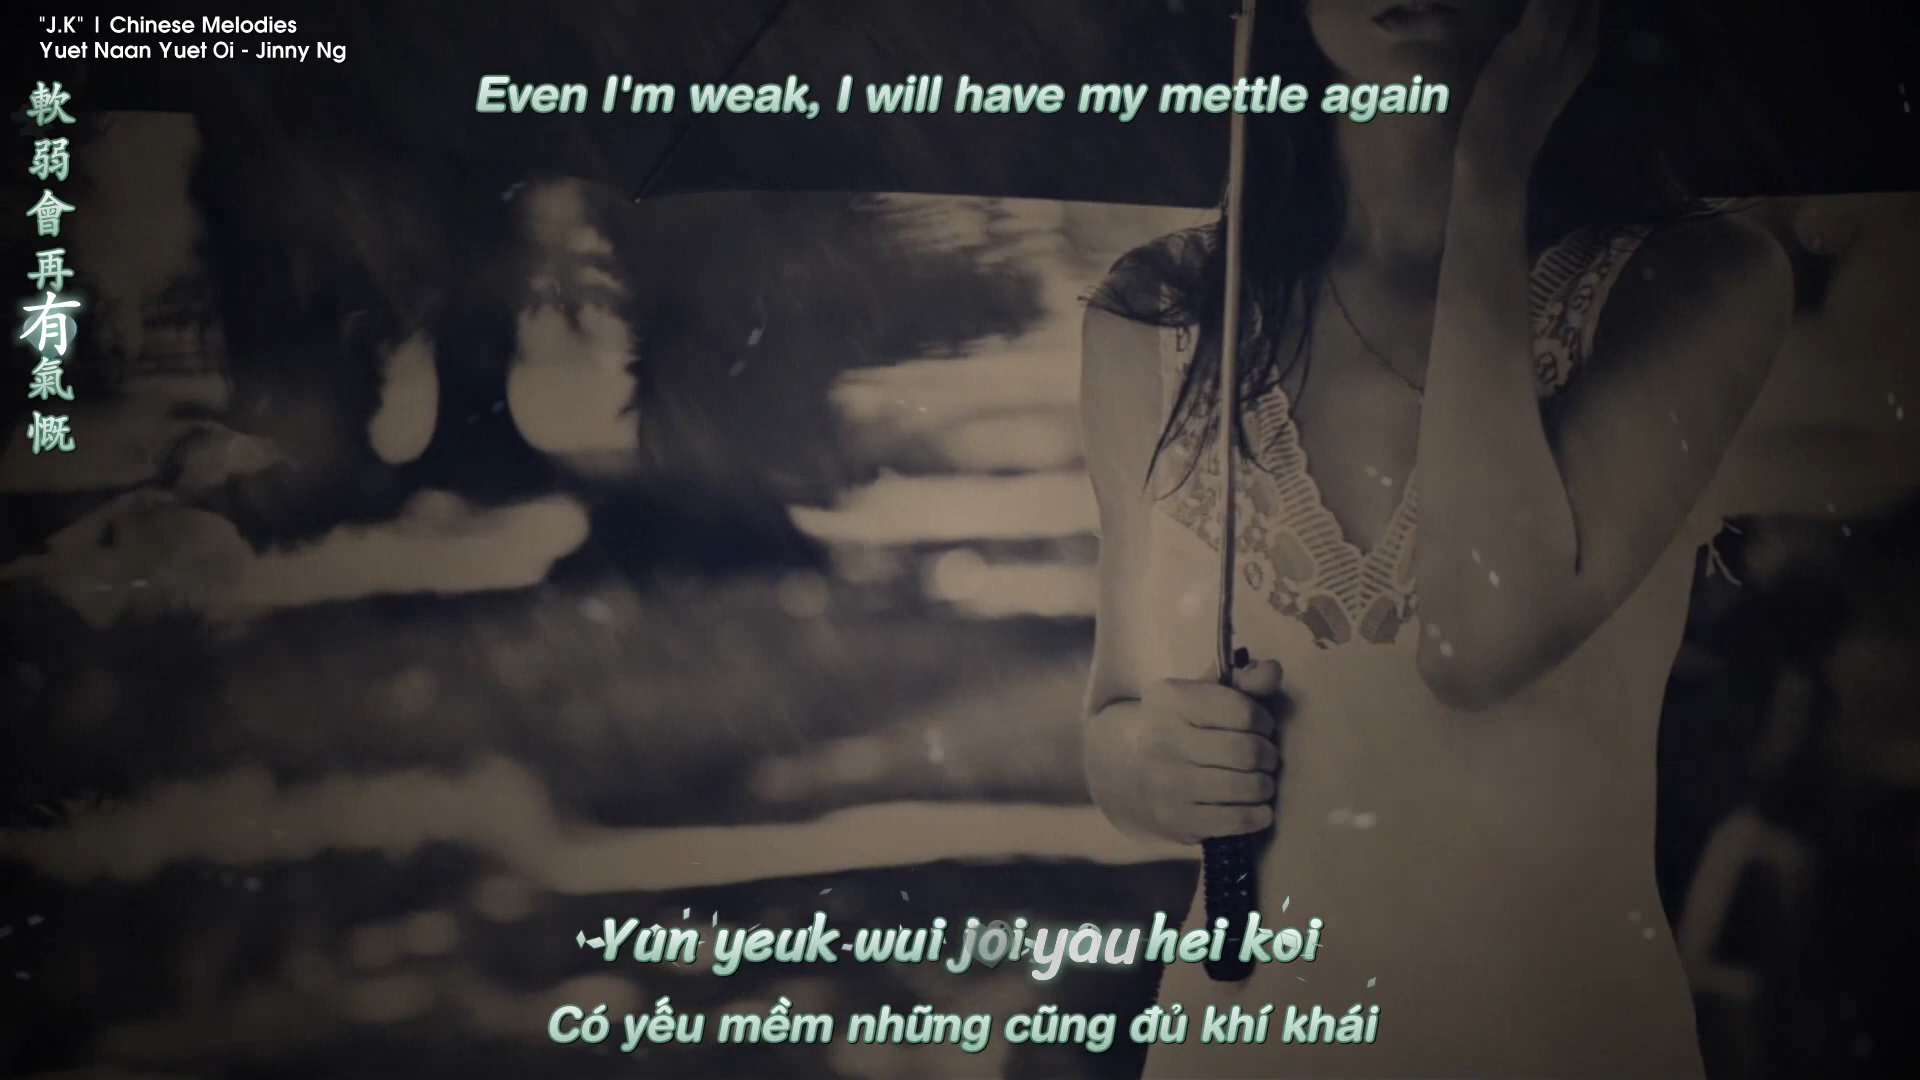 "J.K" | Chinese Melodies
Yuet Naan Yuet Oi - Jinny Ng
Even I'm weak, I will have my mettle again
軟弱會再有氣慨
Yun yeuk wui joi yau hei koi
Có yếu mềm những cũng đủ khí khái